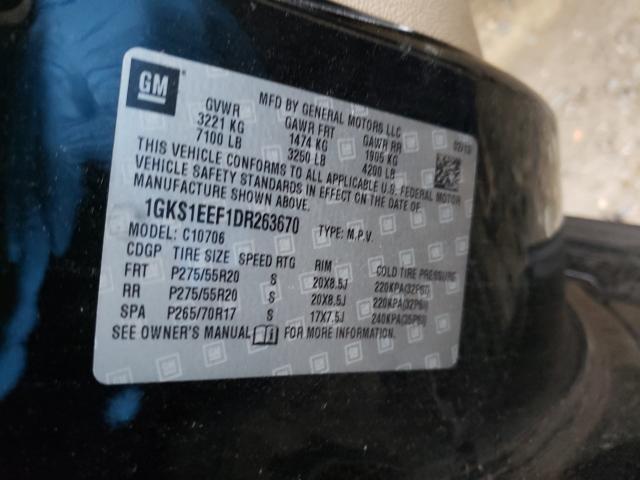 GM
MFD BY GENERAL MOTORS LLC
GVWR GAWR FRT GAWR RR
3221 KG 1474 KG 1905 KG
7100 LB 3250 LB 4200 LB
THIS VEHICLE CONFORMS TO ALL APPLICABLE U.S. FEDERAL MOTOR
VEHICLE SAFETY STANDARDS IN EFFECT ON THE DATE OF
MANUFACTURE SHOWN ABOVE.
1GKS1EEF1DR263670 TYPE: M.P.V.
MODEL: C10706
CDGP TIRE SIZE SPEED RTG RIM COLD TIRE PRESSURE
FRT P275/55R20 S 20X8.5J 220KPA(32PSI)
RR P275/55R20 S 20X8.5J 220KPA(32PSI)
SPA P265/70R17 S 17X7.5J 240KPA(35PSI)
SEE OWNER'S MANUAL FOR MORE INFORMATION.